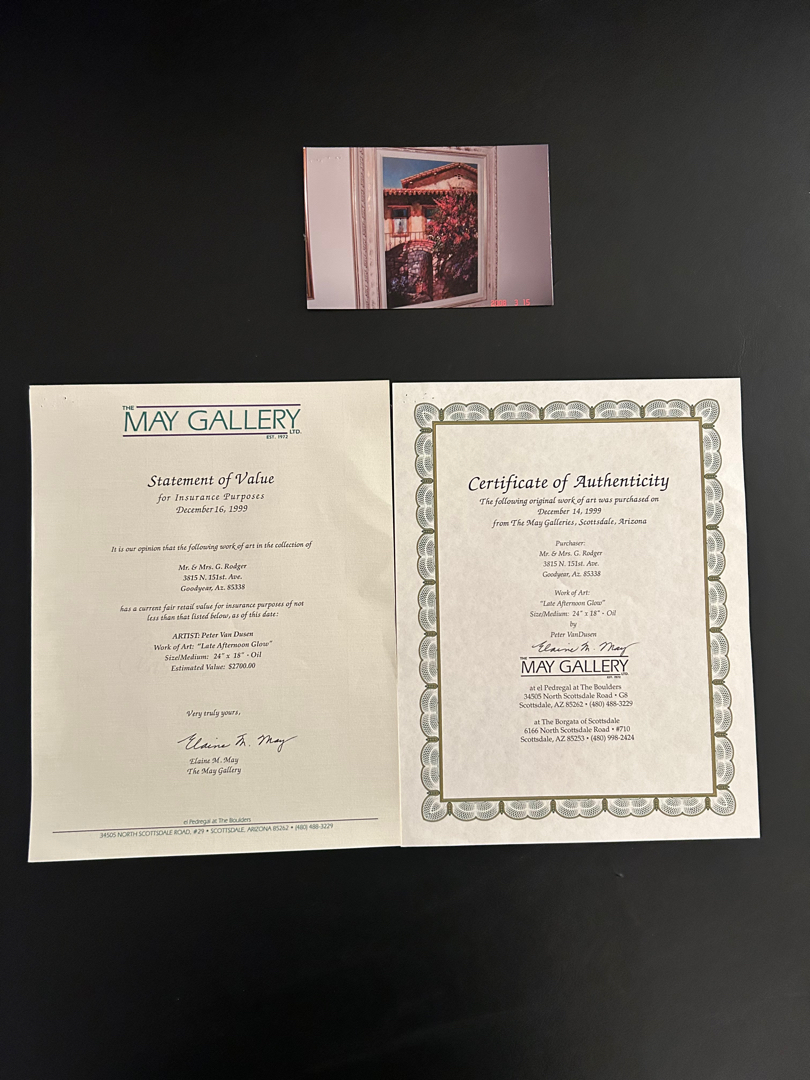 THE
MAY GALLERY
LTD.
EST. 1972
Statement of Value
for Insurance Purposes
December 16, 1999
It is our opinion that the following work of art in the collection of
Mr. & Mrs. G. Rodger
3815 N. 151st. Ave.
Goodyear, Az. 85338
has a current fair retail value for insurance purposes of not
less than that listed below, as of this date:
ARTIST: Peter Van Dusen
Work of Art: "Late Afternoon Glow"
Size/Medium: 24" x 18" - Oil
Estimated Value: $2700.00
Very truly yours,
Elaine M. May
Elaine M. May
The May Gallery
el Pedregal at The Boulders
34505 NORTH SCOTTSDALE ROAD, #29 • SCOTTSDALE, ARIZONA 85262 • (480) 488-3229
Certificate of Authenticity
The following original work of art was purchased on
December 14, 1999
from The May Galleries, Scottsdale, Arizona
Purchaser:
Mr. & Mrs. G. Rodger
3815 N. 151st. Ave.
Goodyear, Az. 85338
Work of Art:
"Late Afternoon Glow"
Size/Medium: 24" x 18" - Oil
by
Peter VanDusen
Elaine M. May
THE
MAY GALLERY
LTD.
EST. 1972
at el Pedregal at The Boulders
34505 North Scottsdale Road • G8
Scottsdale, AZ 85262 • (480) 488-3229
at The Borgata of Scottsdale
6166 North Scottsdale Road • #710
Scottsdale, AZ 85253 • (480) 998-2424